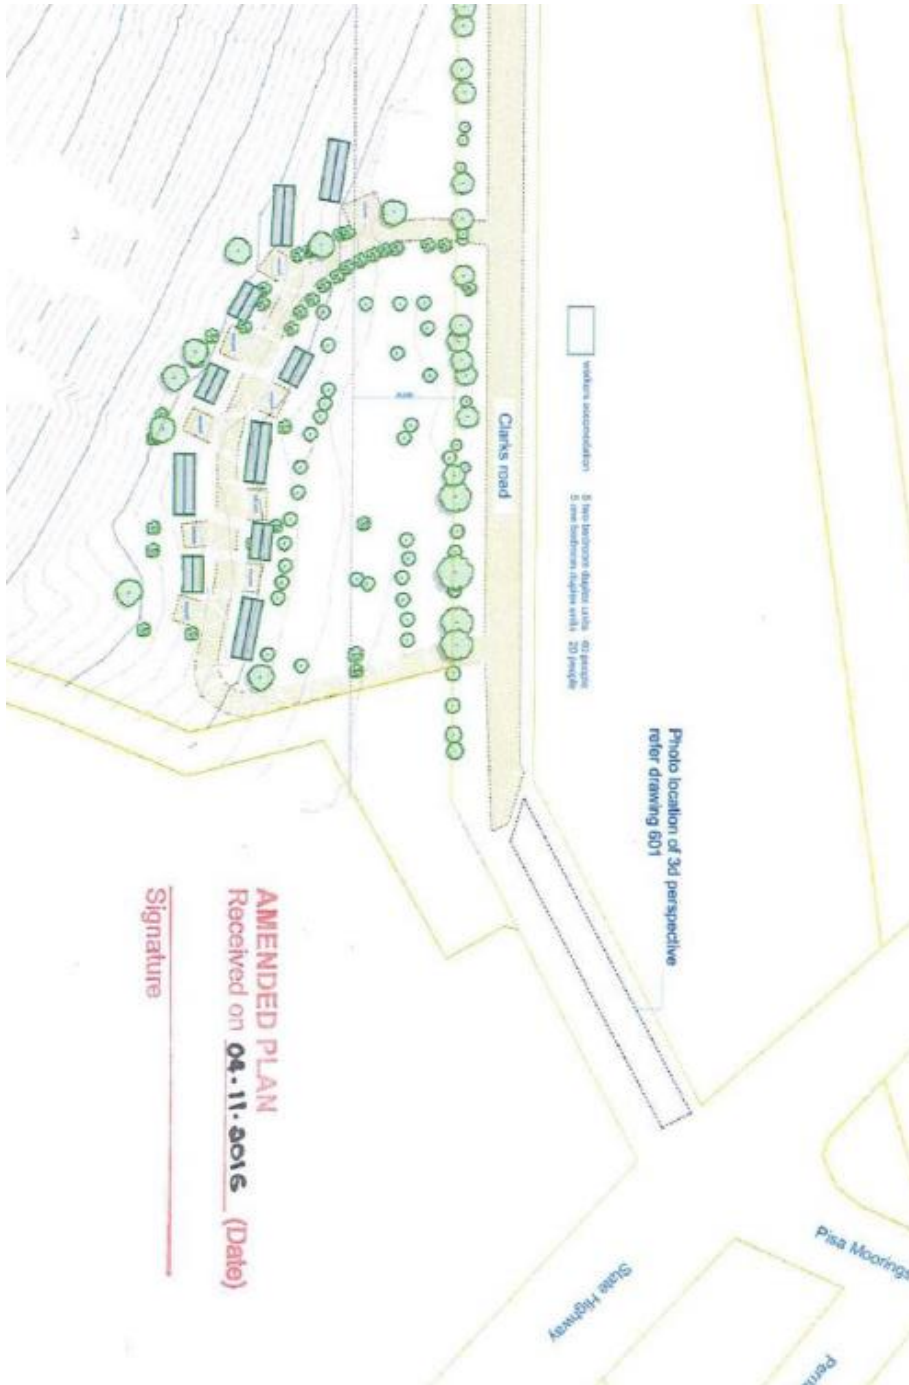 Clarks road
workers accomodation
5 two bedroom duplex units 40 people
5 one bedroom duplex units 20 people
Photo location of 3d perspective
refer drawing 601
AMENDED PLAN
Received on 04.11.2016 (Date)
Signature
State Highway
Pisa Moorings